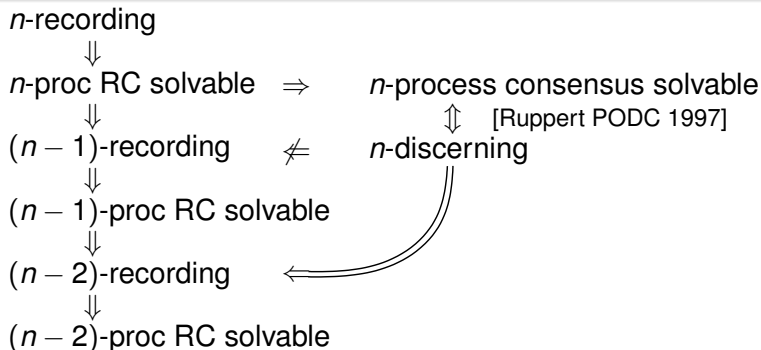 n-recording
⇓
n-proc RC solvable ⇒ n-process consensus solvable
⇓ ⇕ [Ruppert PODC 1997]
(n − 1)-recording ⇍ n-discerning
⇓
(n − 1)-proc RC solvable
⇓
(n − 2)-recording ⇐
⇓
(n − 2)-proc RC solvable